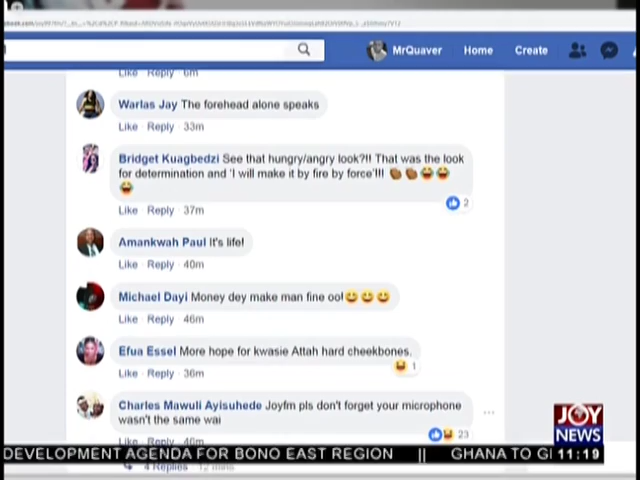 MrQuaver Home Create
Like Reply 6m
Warlas Jay The forehead alone speaks
Like Reply · 33m
Bridget Kuagbedzi See that hungry/angry look?!! That was the look
for determination and 'I will make it by fire by force'!!!
2
Like Reply · 37m
Amankwah Paul It's life!
Like Reply · 40m
Michael Dayi Money dey make man fine oo!
Like Reply · 46m
Efua Essel More hope for kwasie Attah hard cheekbones.
1
Like · Reply · 36m
Charles Mawuli Ayisuhede Joyfm pls don't forget your microphone
wasn't the same wai
23
Like Reply 46m
JOY
NEWS
DEVELOPMENT AGENDA FOR BONO EAST REGION || GHANA TO
11:19
4 Replies · 12 mins